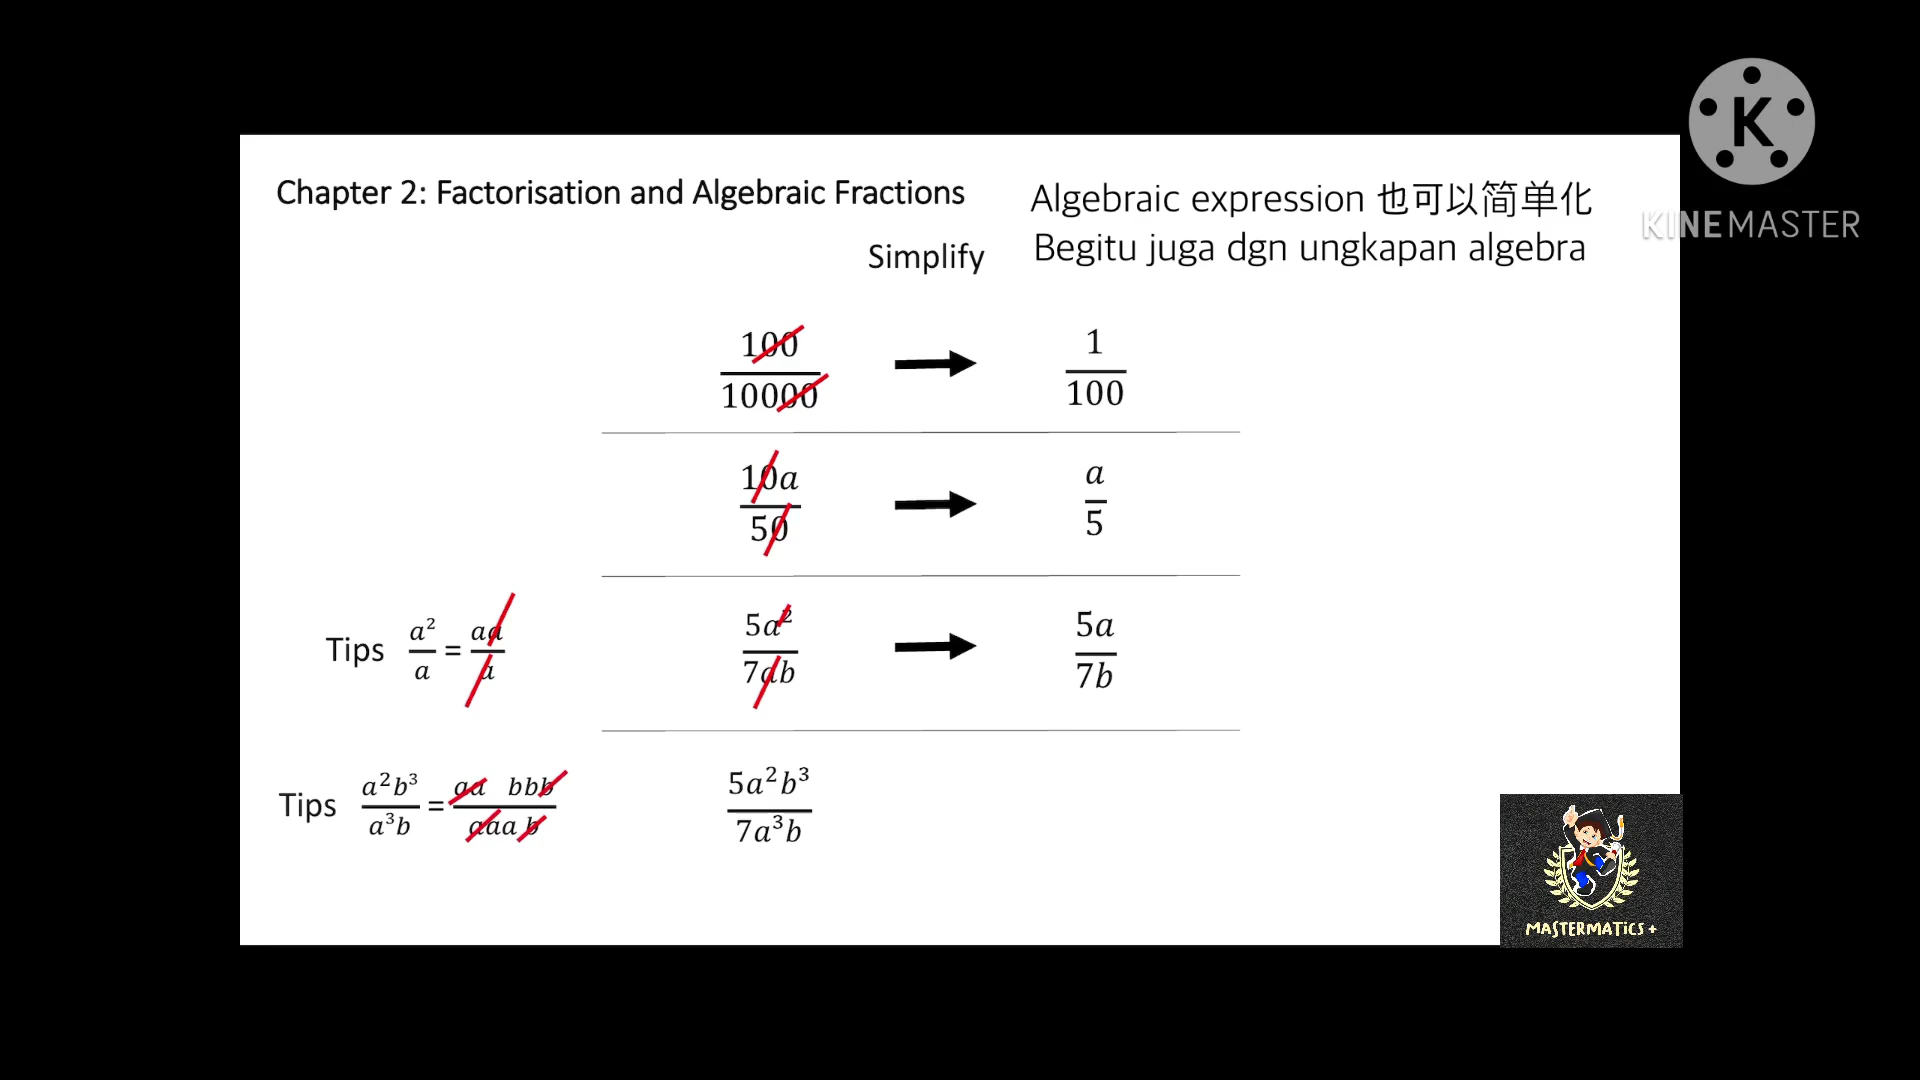 Chapter 2: Factorisation and Algebraic Fractions
Algebraic expression 也可以简单化
Begitu juga dgn ungkapan algebra
Simplify
K
KINEMASTER
100/10000 → 1/100
10a/50 → a/5
Tips a²/a = aa/a
5a²/7ab → 5a/7b
Tips a²b³/a³b = aa bbb/aaa b
5a²b³/7a³b
MASTERMATiCS +